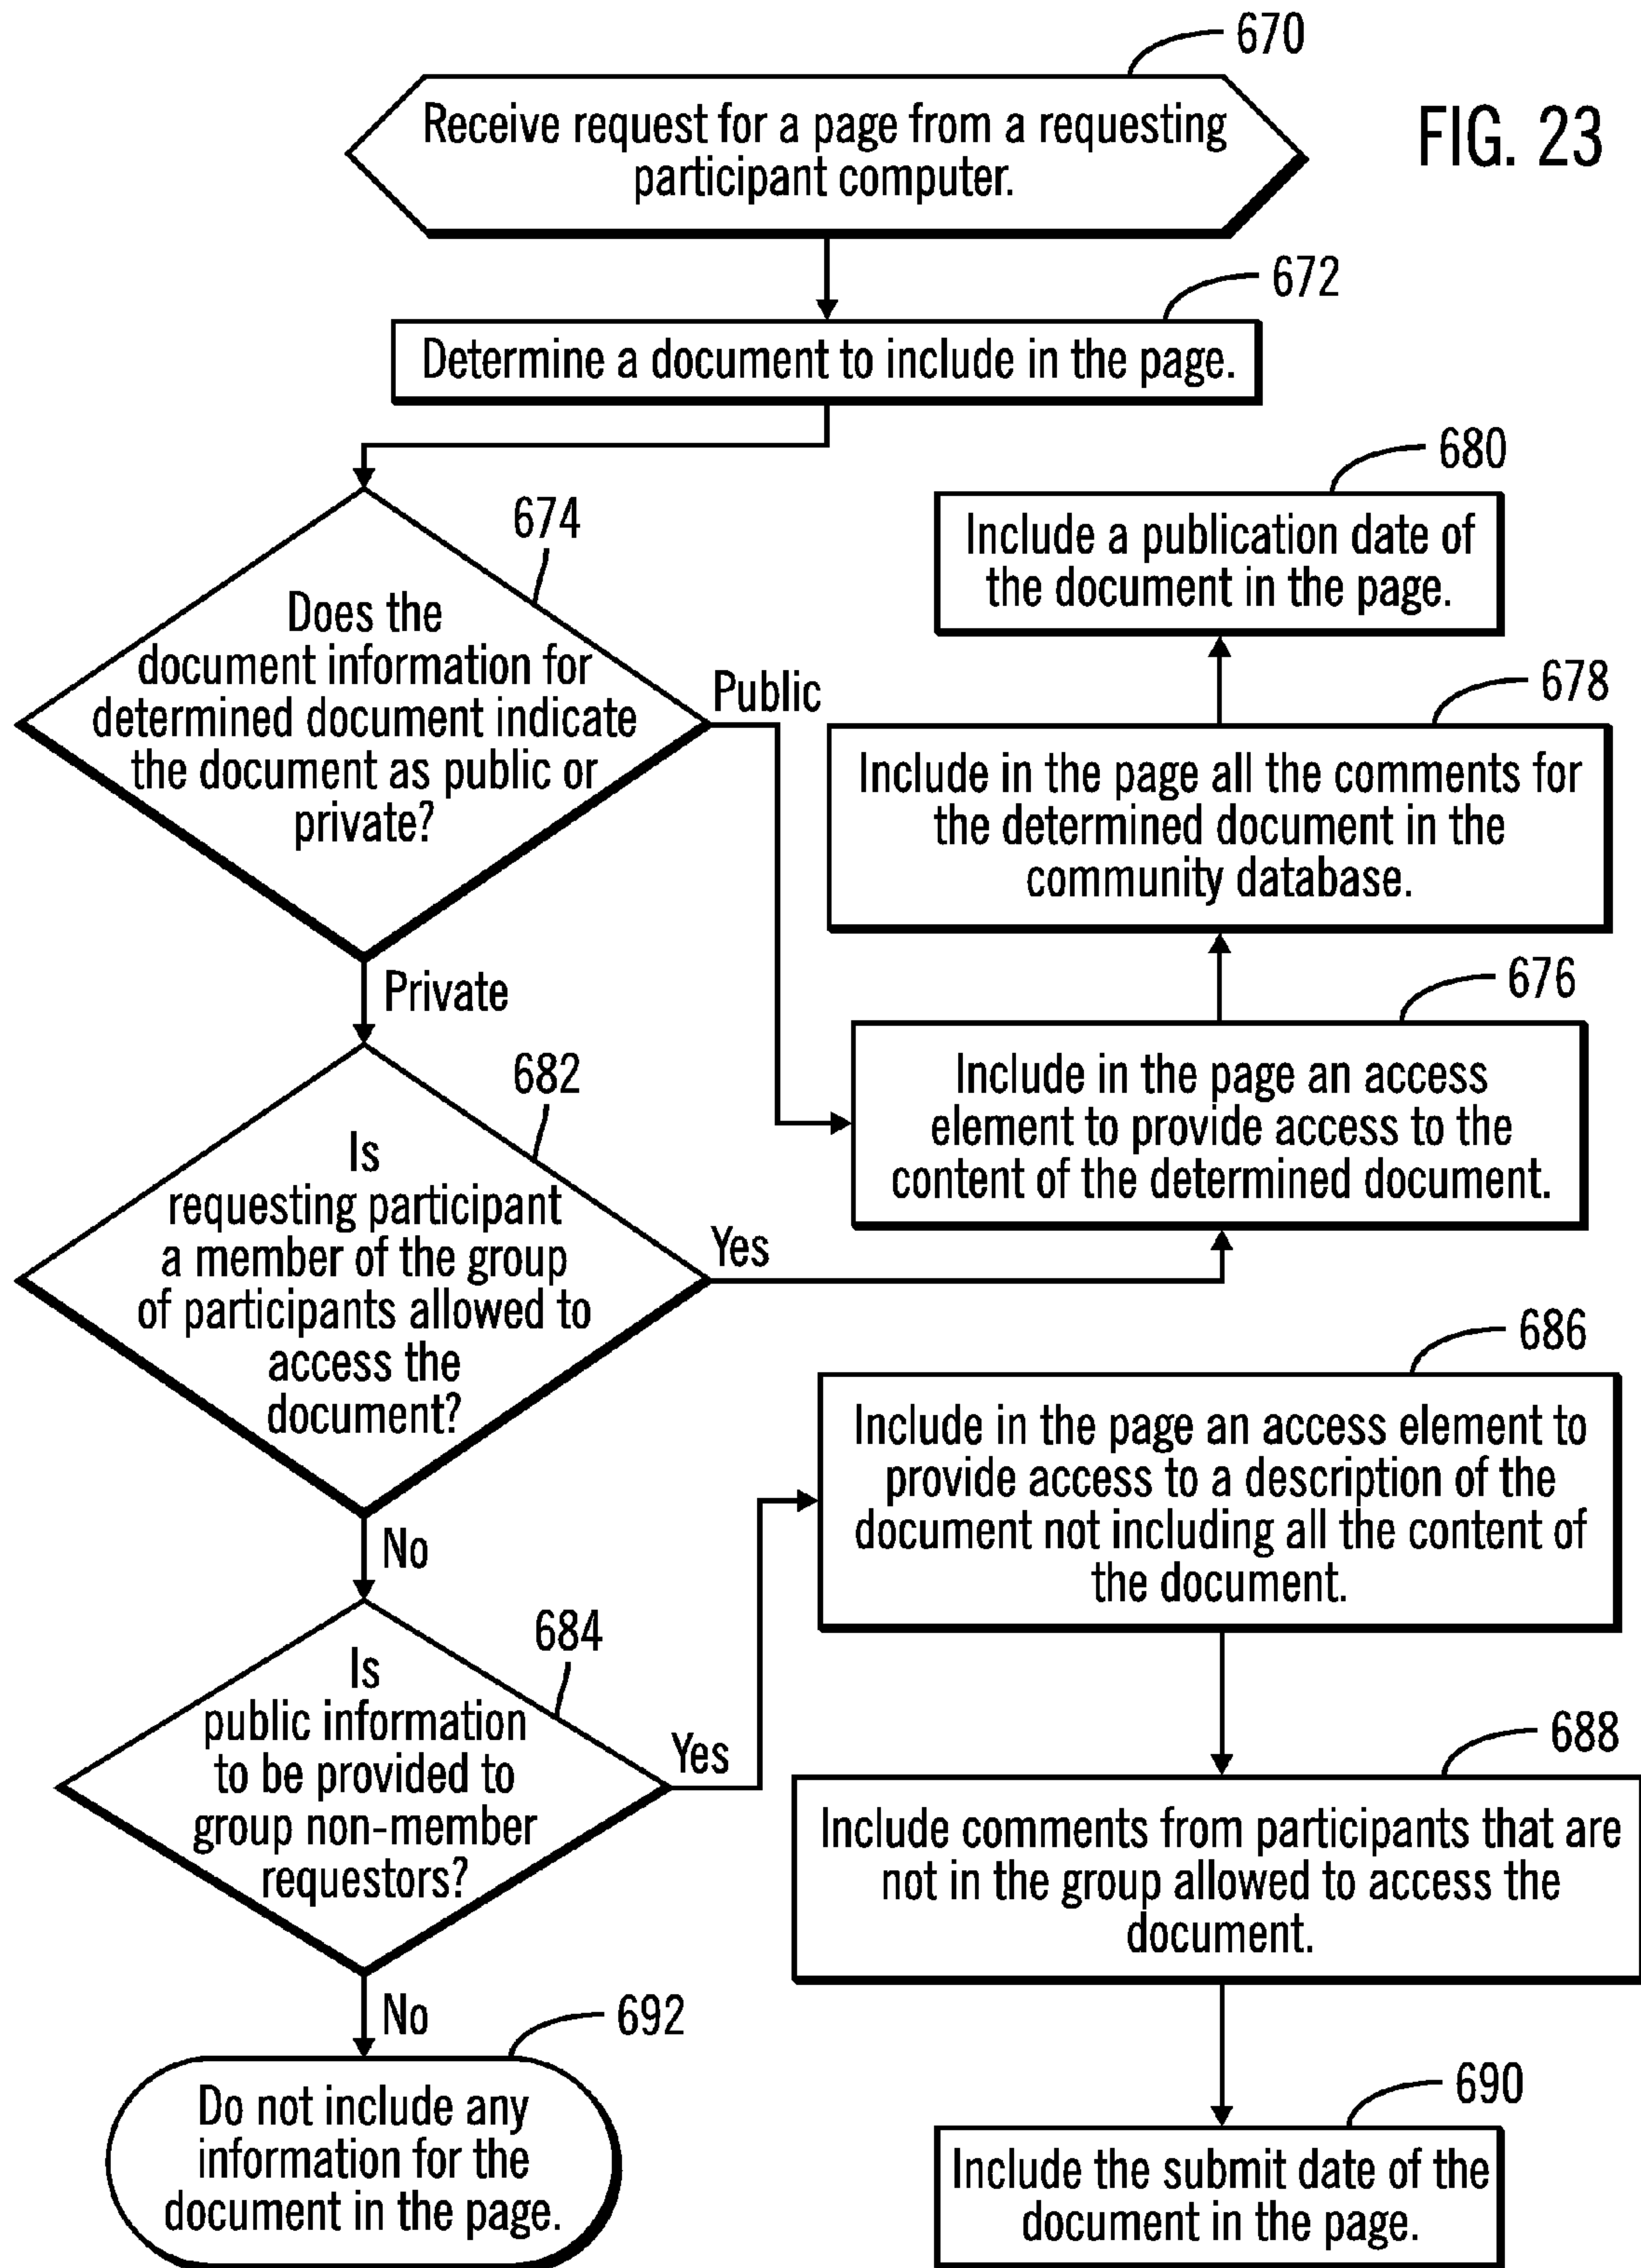 670
Receive request for a page from a requesting
participant computer.
FIG. 23
672
Determine a document to include in the page.
674
Does the
document information for
determined document indicate
the document as public or
private?
Public
Private
680
Include a publication date of
the document in the page.
678
Include in the page all the comments for
the determined document in the
community database.
676
Include in the page an access
element to provide access to the
content of the determined document.
682
Is
requesting participant
a member of the group
of participants allowed to
access the
document?
Yes
No
684
Is
public information
to be provided to
group non-member
requestors?
Yes
No
686
Include in the page an access element to
provide access to a description of the
document not including all the content of
the document.
688
Include comments from participants that are
not in the group allowed to access the
document.
690
Include the submit date of the
document in the page.
692
Do not include any
information for the
document in the page.